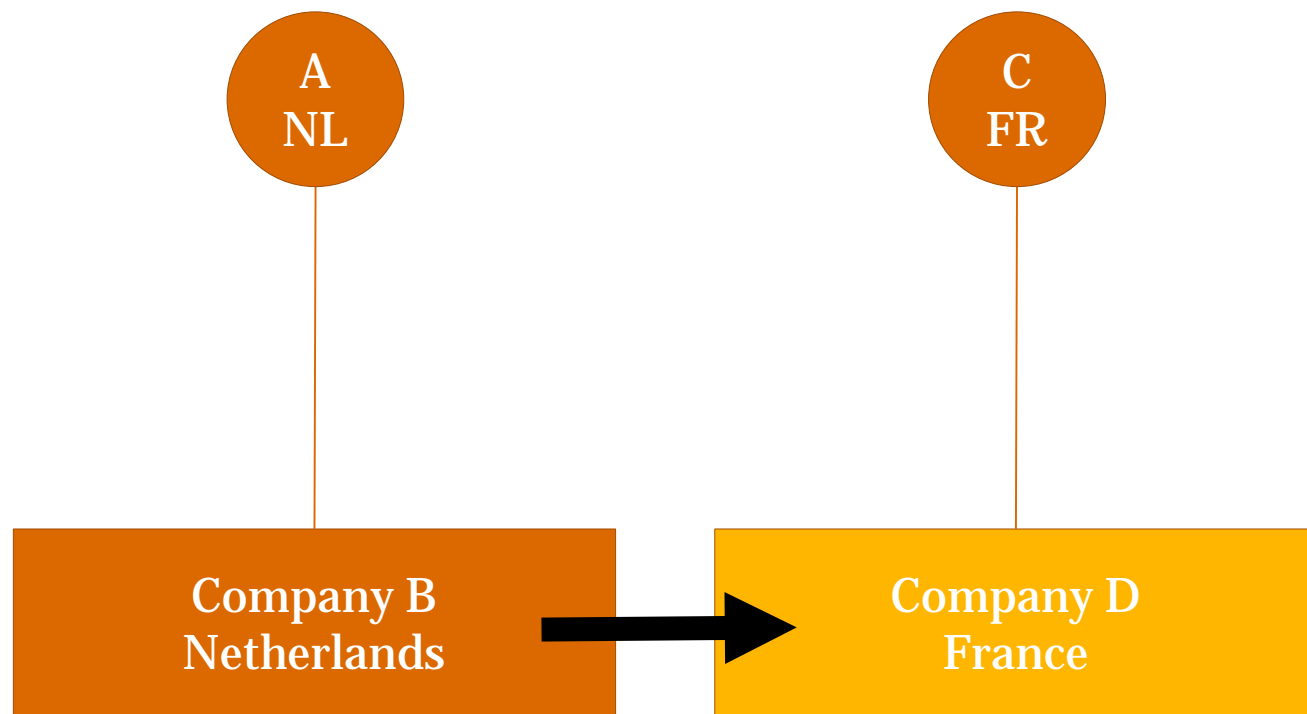 A
NL
C
FR
Company B
Netherlands
Company D
France